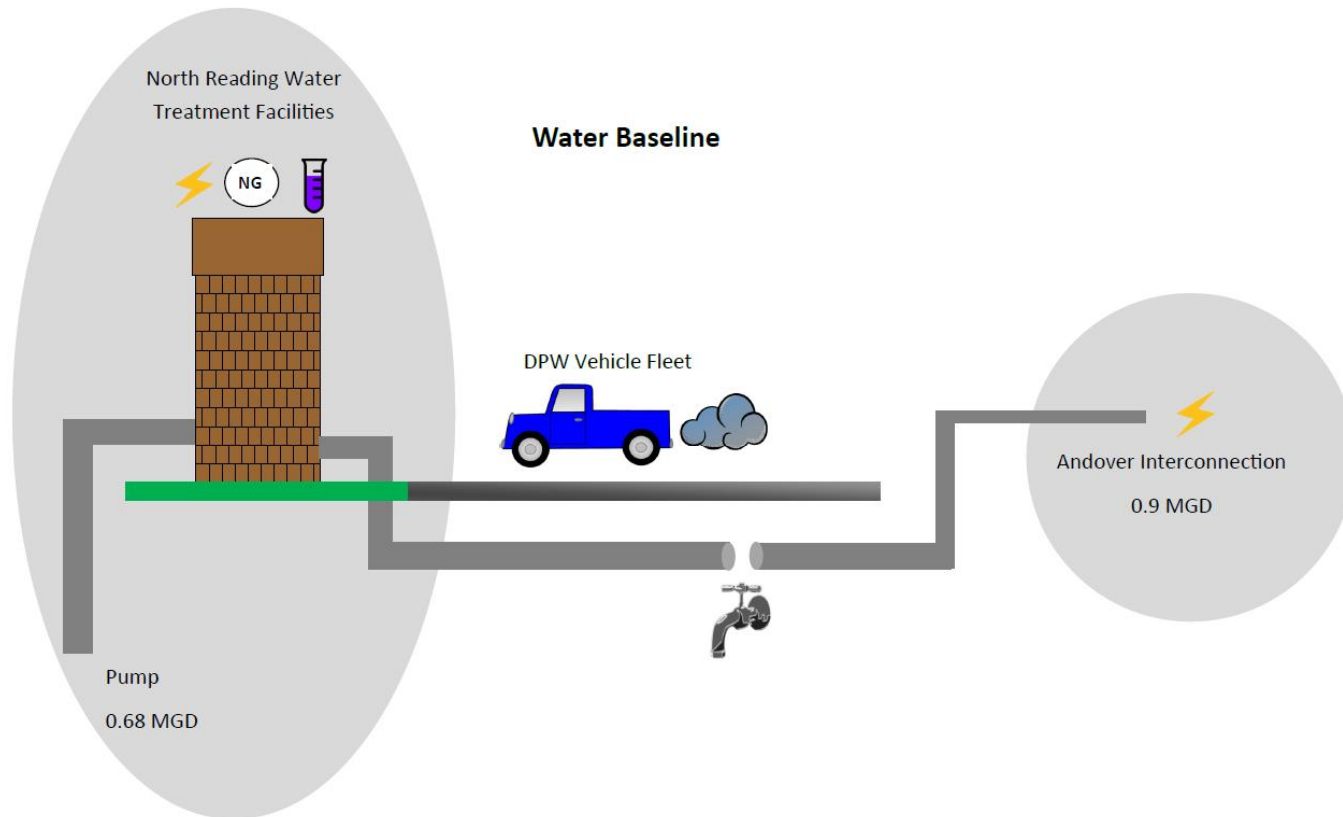 North Reading Water
Treatment Facilities
NG
Water Baseline
DPW Vehicle Fleet
Andover Interconnection
0.9 MGD
Pump
0.68 MGD